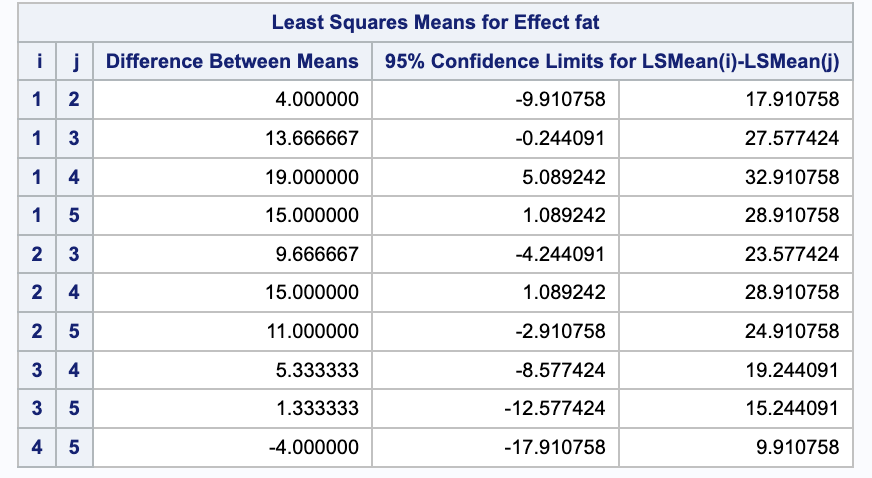 Least Squares Means for Effect fat
i j Difference Between Means 95% Confidence Limits for LSMean(i)-LSMean(j)
1 2 4.000000 -9.910758 17.910758
1 3 13.666667 -0.244091 27.577424
1 4 19.000000 5.089242 32.910758
1 5 15.000000 1.089242 28.910758
2 3 9.666667 -4.244091 23.577424
2 4 15.000000 1.089242 28.910758
2 5 11.000000 -2.910758 24.910758
3 4 5.333333 -8.577424 19.244091
3 5 1.333333 -12.577424 15.244091
4 5 -4.000000 -17.910758 9.910758